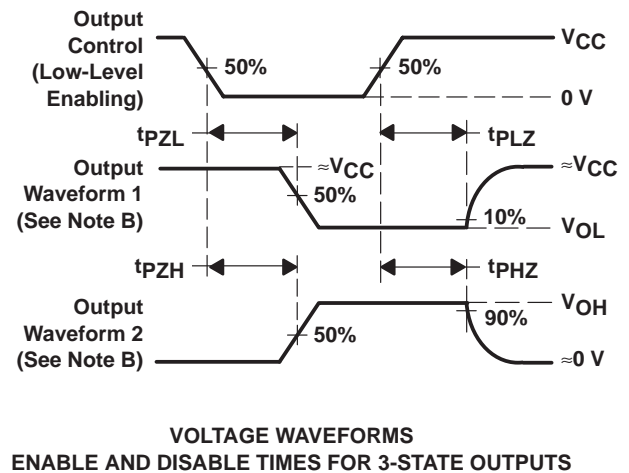 Output
Control
(Low-Level
Enabling)
50%
50%
VCC
0 V
tPZL
tPLZ
Output
Waveform 1
(See Note B)
≈VCC
50%
≈VCC
10%
VOL
tPZH
tPHZ
Output
Waveform 2
(See Note B)
50%
VOH
90%
≈0 V
VOLTAGE WAVEFORMS
ENABLE AND DISABLE TIMES FOR 3-STATE OUTPUTS